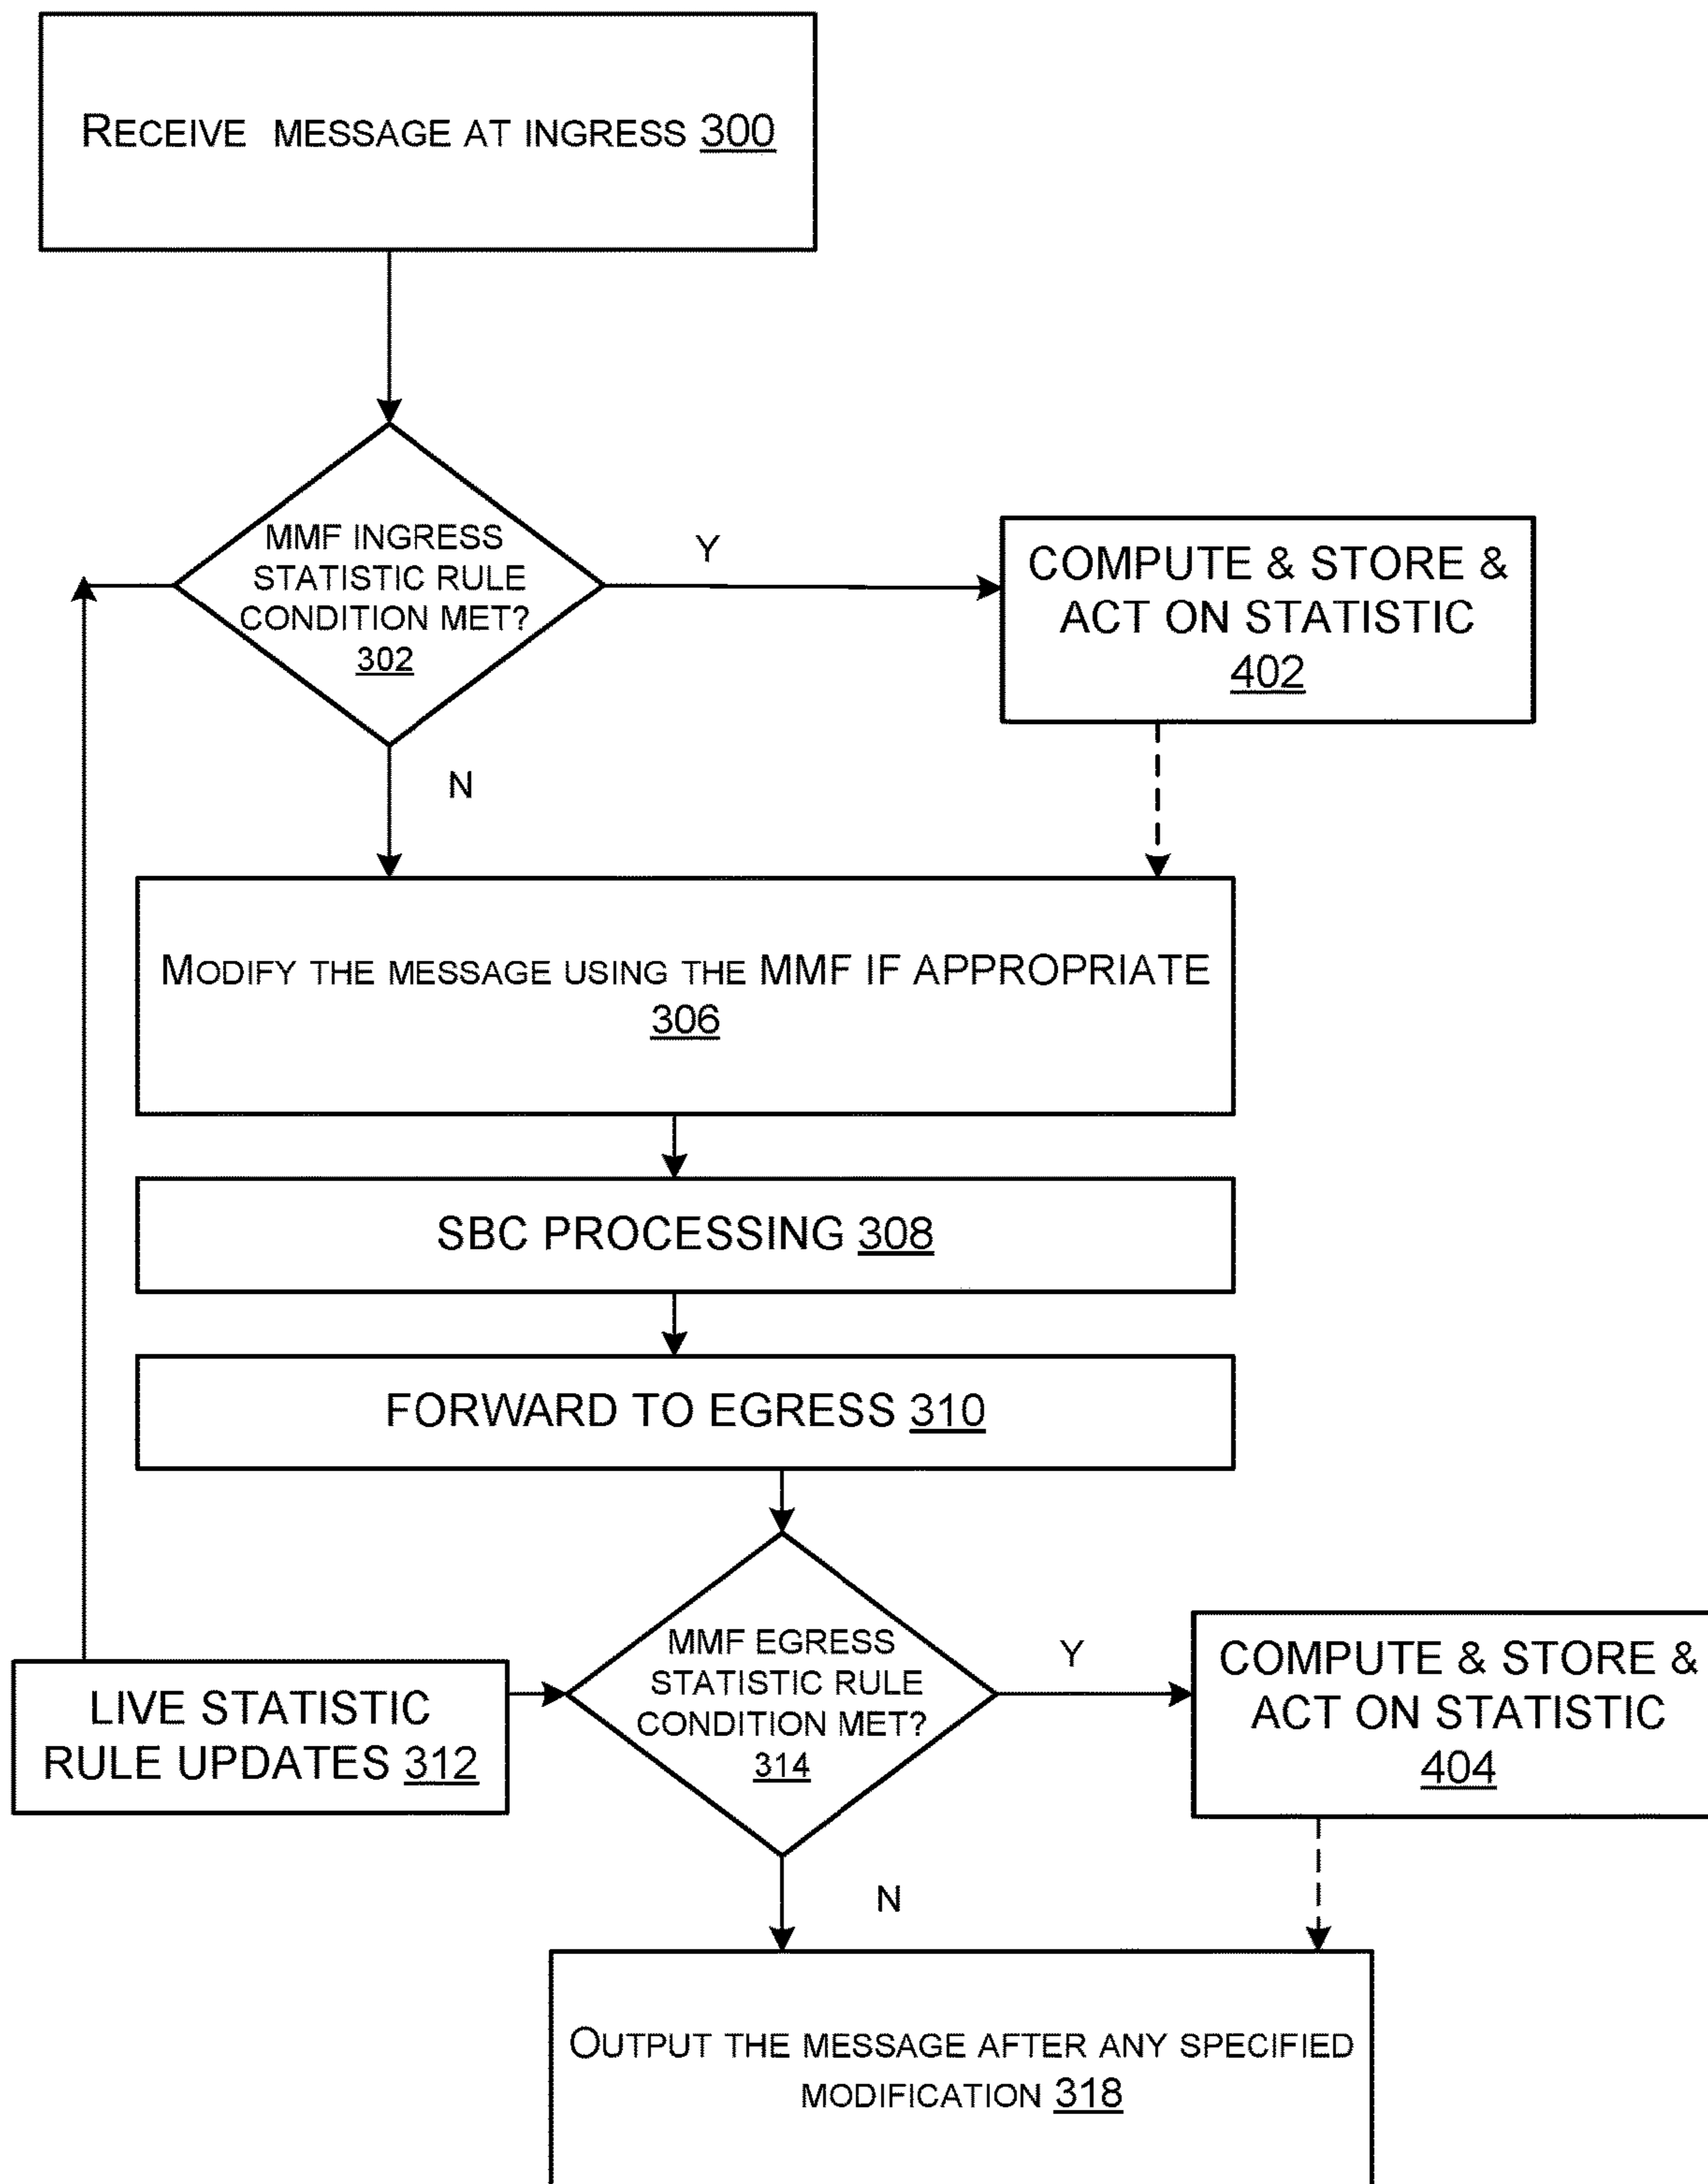 RECEIVE MESSAGE AT INGRESS 300
MMF INGRESS
STATISTIC RULE
CONDITION MET?
302
Y
COMPUTE & STORE &
ACT ON STATISTIC
402
N
MODIFY THE MESSAGE USING THE MMF IF APPROPRIATE
306
SBC PROCESSING 308
FORWARD TO EGRESS 310
LIVE STATISTIC
RULE UPDATES 312
MMF EGRESS
STATISTIC RULE
CONDITION MET?
314
Y
COMPUTE & STORE &
ACT ON STATISTIC
404
N
OUTPUT THE MESSAGE AFTER ANY SPECIFIED
MODIFICATION 318